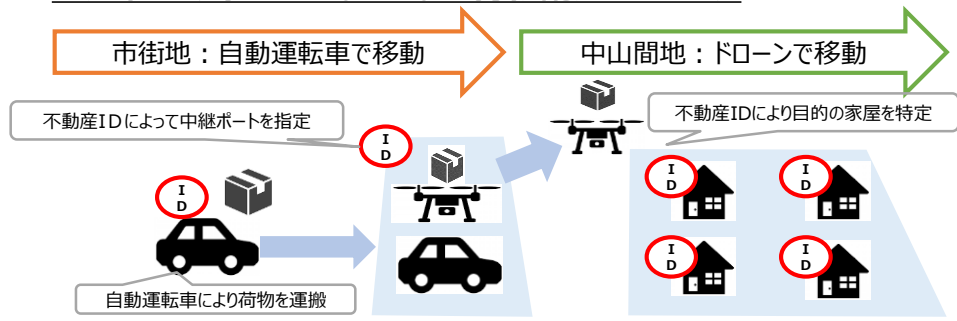 市街地：自動運転車で移動
中山間地：ドローンで移動
不動産IDによって中継ポートを指定
不動産IDにより目的の家屋を特定
ID
ID
ID
ID
ID
ID
自動運転車により荷物を運搬